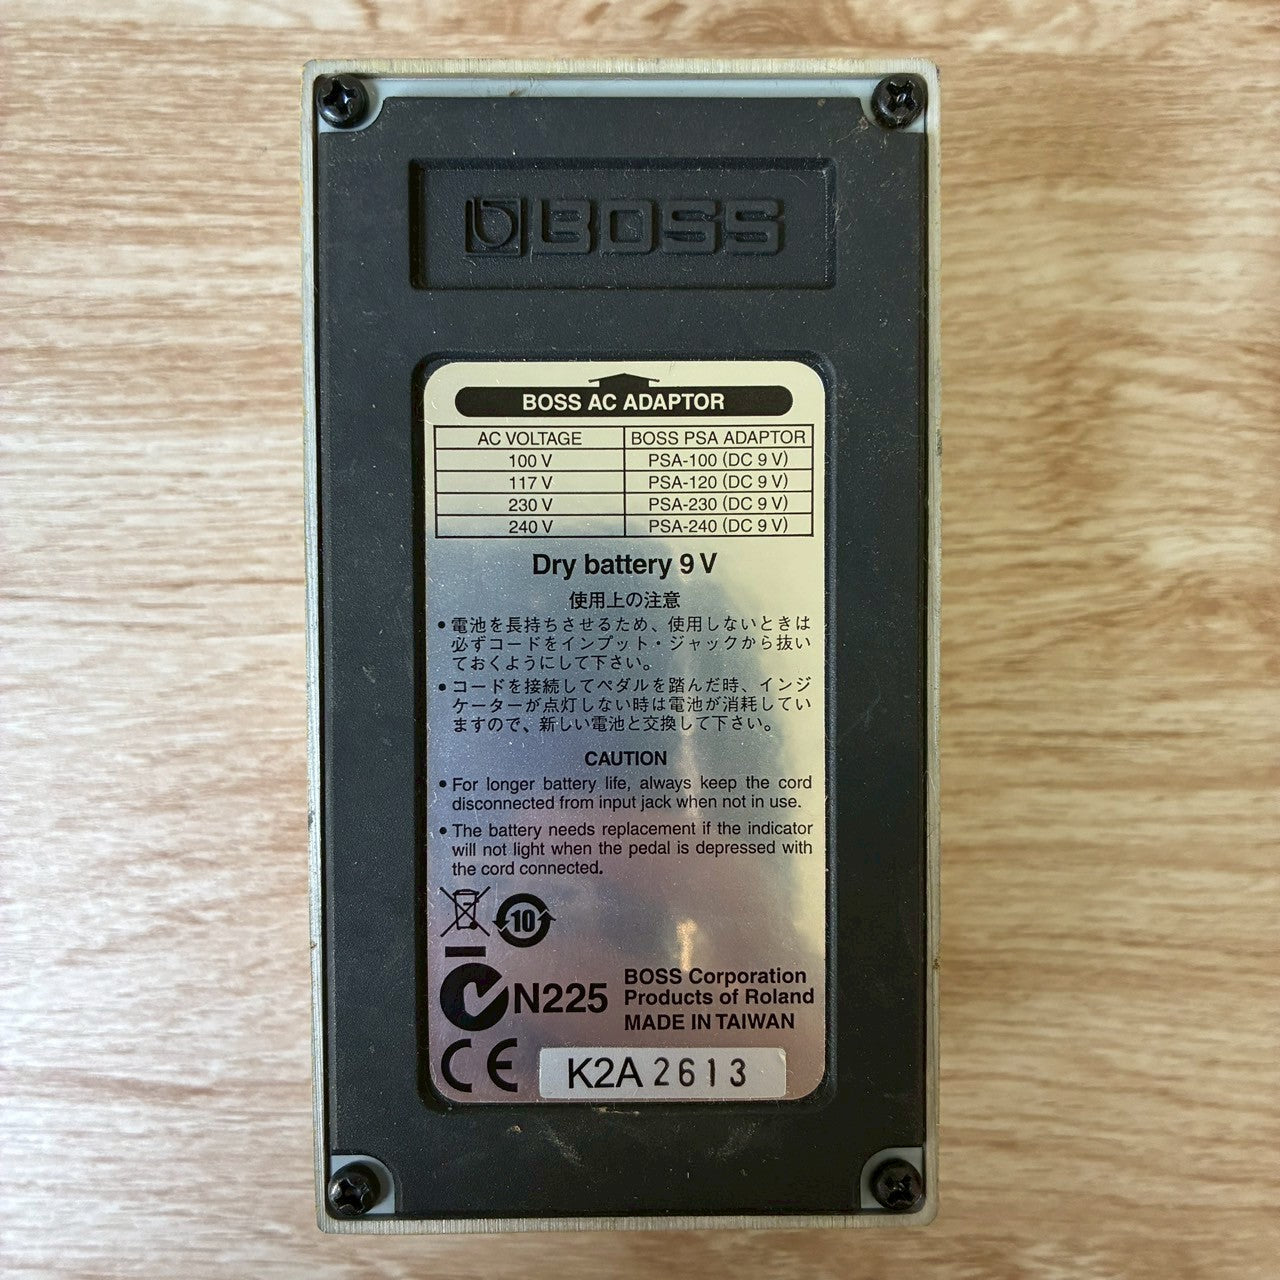 BOSS
BOSS AC ADAPTOR
AC VOLTAGE BOSS PSA ADAPTOR
100 V PSA-100 (DC 9 V)
117 V PSA-120 (DC 9 V)
230 V PSA-230 (DC 9 V)
240 V PSA-240 (DC 9 V)
Dry battery 9 V
使用上の注意
• 電池を長持ちさせるため、使用しないときは
必ずコードをインプット・ジャックから抜い
ておくようにして下さい。
• コードを接続してペダルを踏んだ時、インジ
ケーターが点灯しない時は電池が消耗してい
ますので、新しい電池と交換して下さい。
CAUTION
• For longer battery life, always keep the cord
disconnected from input jack when not in use.
• The battery needs replacement if the indicator
will not light when the pedal is depressed with
the cord connected.
10
N225
BOSS Corporation
Products of Roland
MADE IN TAIWAN
CE
K2A 2613